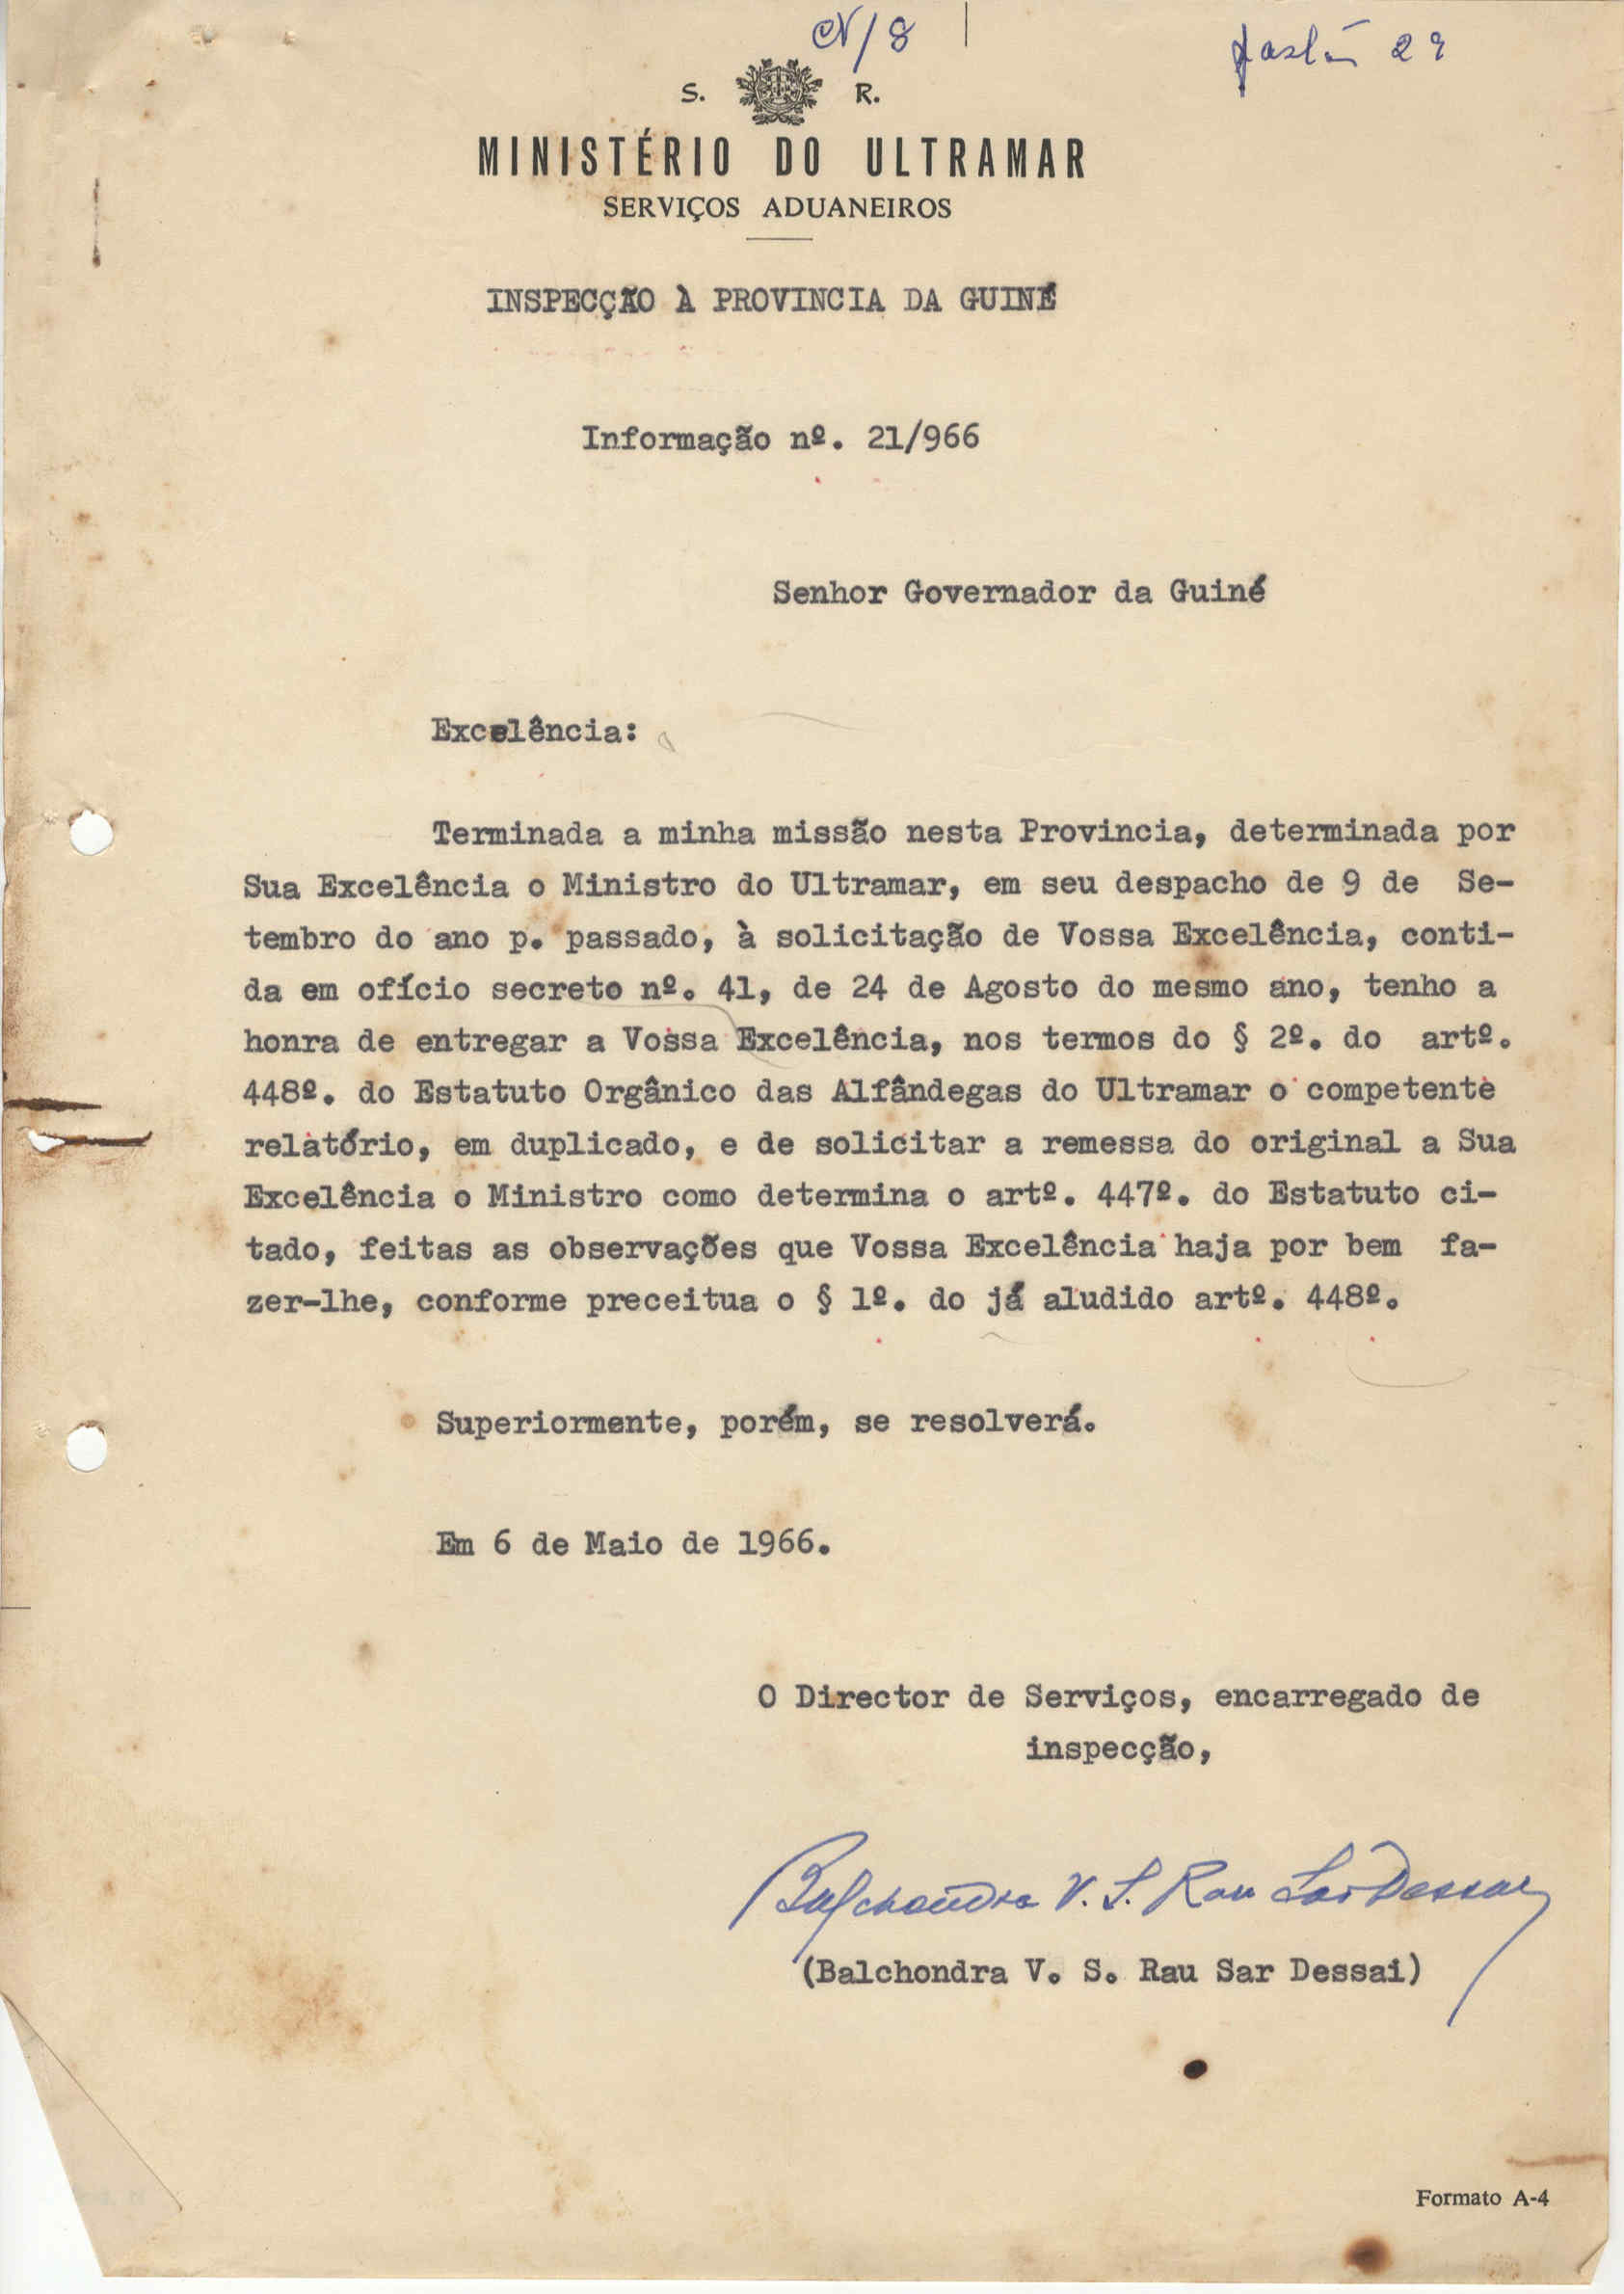 N/8
29
S. R.
MINISTÉRIO DO ULTRAMAR
SERVIÇOS ADUANEIROS
INSPECÇÃO À PROVINCIA DA GUINÉ
Informação nº. 21/966
Senhor Governador da Guiné
Excelência:
Terminada a minha missão nesta Provincia, determinada por
Sua Excelência o Ministro do Ultramar, em seu despacho de 9 de Se-
tembro do ano p. passado, à solicitação de Vossa Excelência, conti-
da em ofício secreto nº. 41, de 24 de Agosto do mesmo ano, tenho a
honra de entregar a Vossa Excelência, nos termos do § 2º. do artº.
448º. do Estatuto Orgânico das Alfândegas do Ultramar o competente
relatório, em duplicado, e de solicitar a remessa do original a Sua
Excelência o Ministro como determina o artº. 447º. do Estatuto ci-
tado, feitas as observações que Vossa Excelência haja por bem fa-
zer-lhe, conforme preceitua o § 1º. do já aludido artº. 448º.
Superiormente, porém, se resolverá.
Em 6 de Maio de 1966.
O Director de Serviços, encarregado de
inspecção,
Balchondra V. S. Rau Sar Dessai
(Balchondra V. S. Rau Sar Dessai)
Formato A-4